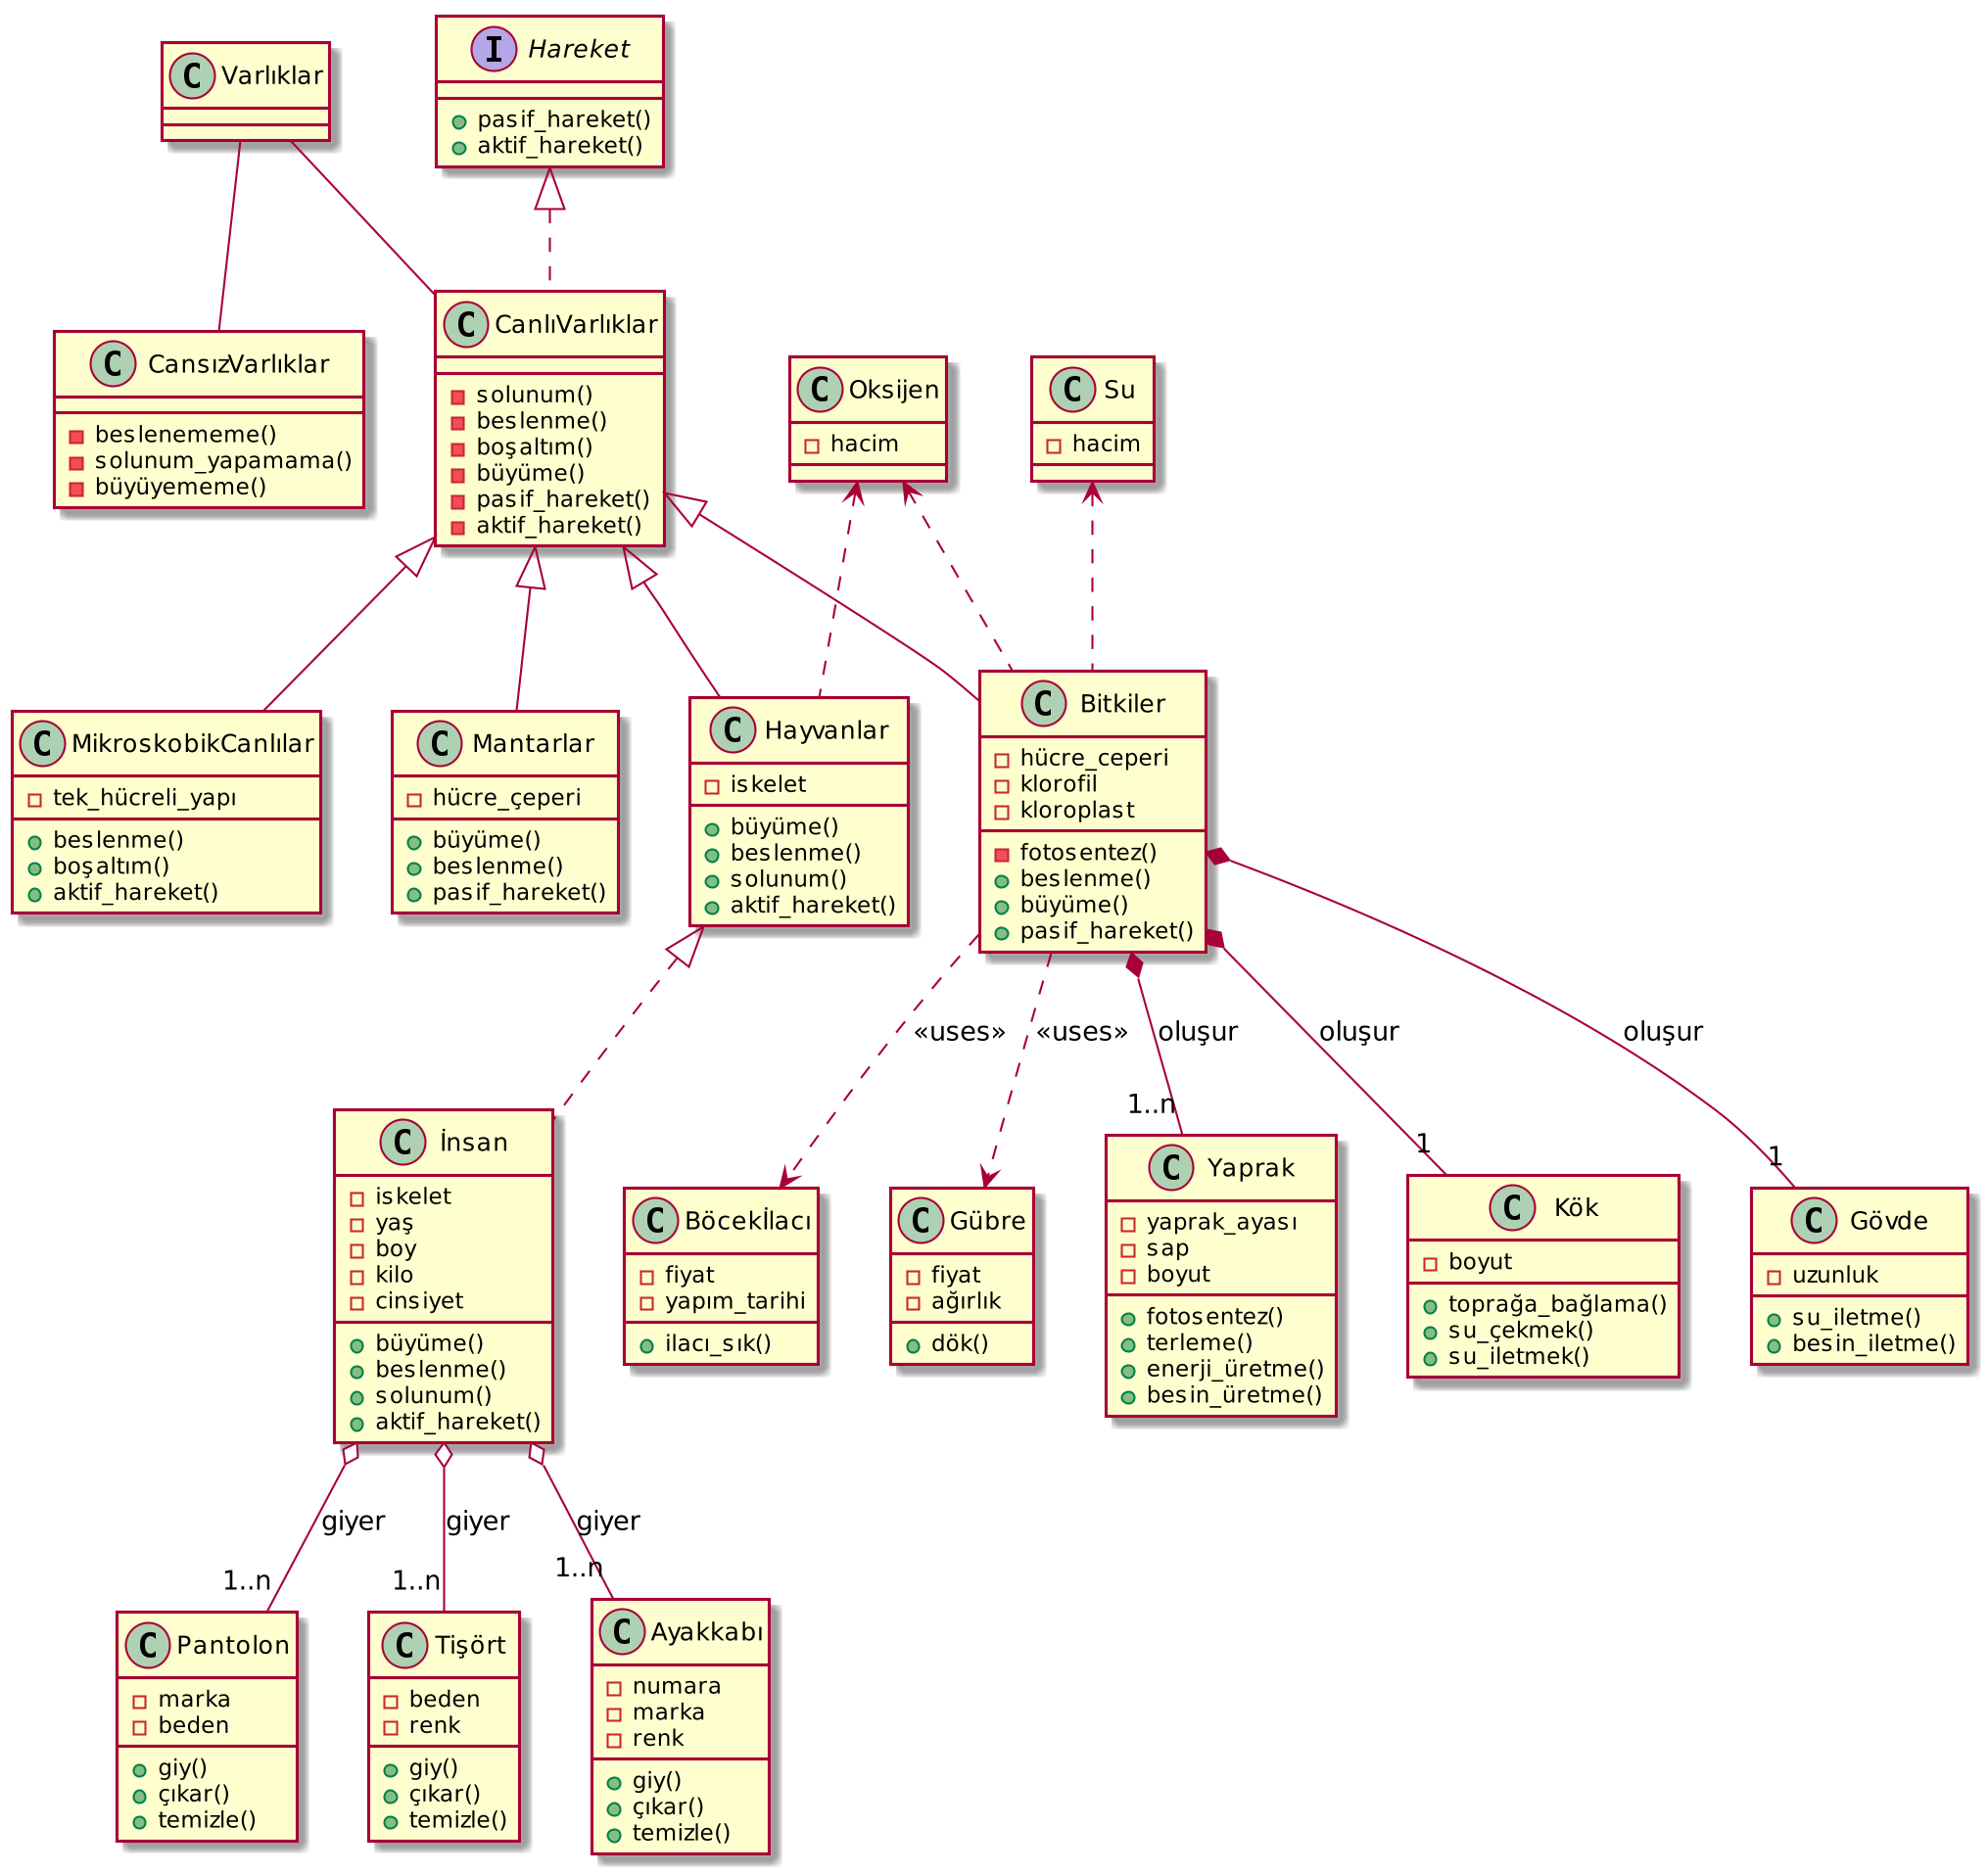 C Varlıklar
I Hareket
pasif_hareket()
aktif_hareket()
C CansızVarlıklar
beslenememe()
solunum_yapamama()
büyüyememe()
C CanlıVarlıklar
solunum()
beslenme()
boşaltım()
büyüme()
pasif_hareket()
aktif_hareket()
C Oksijen
hacim
C Su
hacim
C MikroskobikCanlılar
tek_hücreli_yapı
beslenme()
boşaltım()
aktif_hareket()
C Mantarlar
hücre_çeperi
büyüme()
beslenme()
pasif_hareket()
C Hayvanlar
iskelet
büyüme()
beslenme()
solunum()
aktif_hareket()
C Bitkiler
hücre_ceperi
klorofil
kloroplast
fotosentez()
beslenme()
büyüme()
pasif_hareket()
«uses»
«uses»
oluşur
oluşur
oluşur
1..n
1
1
C İnsan
iskelet
yaş
boy
kilo
cinsiyet
büyüme()
beslenme()
solunum()
aktif_hareket()
C Böcekİlacı
fiyat
yapım_tarihi
ilacı_sık()
C Gübre
fiyat
ağırlık
dök()
C Yaprak
yaprak_ayası
sap
boyut
fotosentez()
terleme()
enerji_üretme()
besin_üretme()
C Kök
boyut
toprağa_bağlama()
su_çekmek()
su_iletmek()
C Gövde
uzunluk
su_iletme()
besin_iletme()
giyer
giyer
giyer
1..n
1..n
1..n
C Pantolon
marka
beden
giy()
çıkar()
temizle()
C Tişört
beden
renk
giy()
çıkar()
temizle()
C Ayakkabı
numara
marka
renk
giy()
çıkar()
temizle()